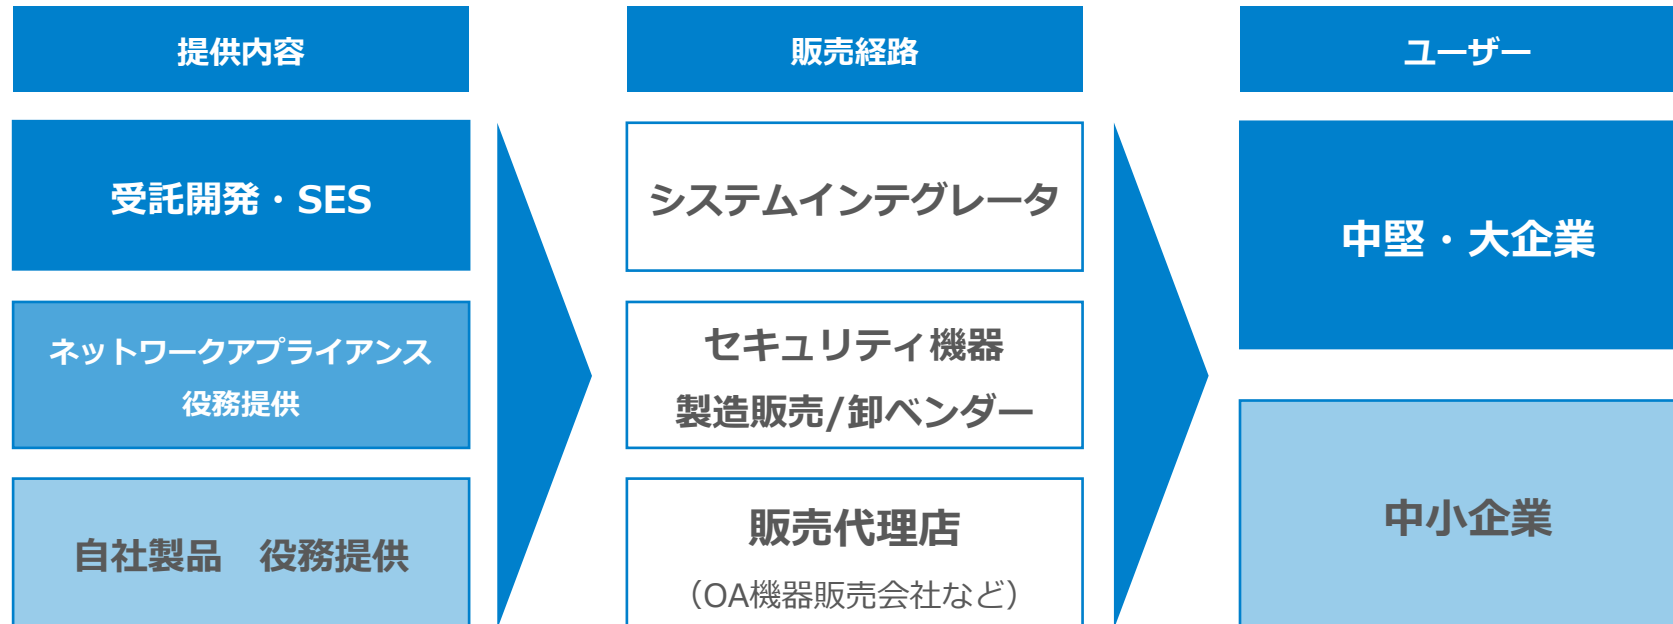 提供内容
販売経路
ユーザー
受託開発・SES
システムインテグレータ
中堅・大企業
ネットワークアプライアンス
役務提供
セキュリティ機器
製造販売/卸ベンダー
自社製品　役務提供
販売代理店
（OA機器販売会社など）
中小企業